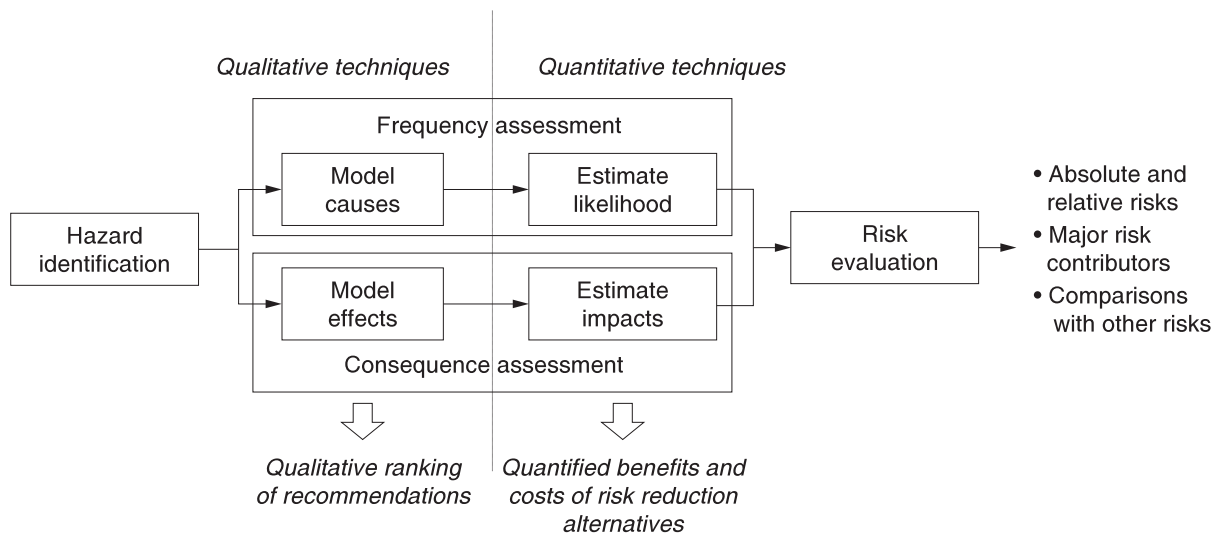 Qualitative techniques
Quantitative techniques
Frequency assessment
Model
causes
Estimate
likelihood
Hazard
identification
Model
effects
Estimate
impacts
Consequence assessment
Risk
evaluation
• Absolute and
relative risks
• Major risk
contributors
• Comparisons
with other risks
Qualitative ranking
of recommendations
Quantified benefits and
costs of risk reduction
alternatives